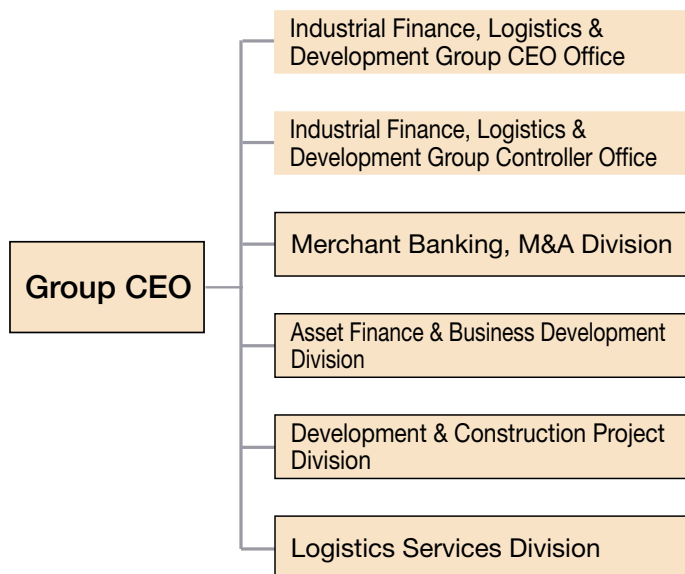 Industrial Finance, Logistics &
Development Group CEO Office
Industrial Finance, Logistics &
Development Group Controller Office
Merchant Banking, M&A Division
Group CEO
Asset Finance & Business Development
Division
Development & Construction Project
Division
Logistics Services Division